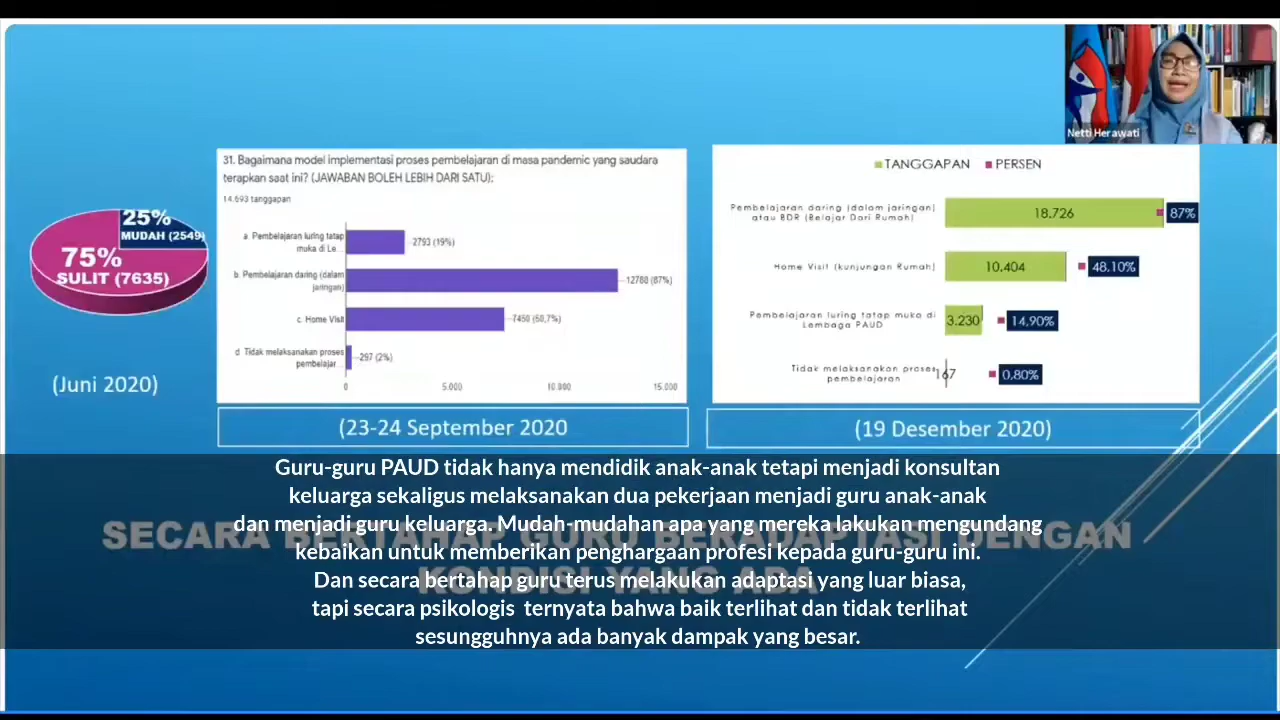 Netti Herawati
25%
MUDAH (2549)
75%
SULIT (7635)
(Juni 2020)
31. Bagaimana model implementasi proses pembelajaran di masa pandemic yang saudara
terapkan saat ini? (JAWABAN BOLEH LEBIH DARI SATU);
14.693 tanggapan
a. Pembelajaran luring tatap
muka di Le...
2793 (19%)
b. Pembelajaran daring (dalam
jaringan)
12788 (87%)
c. Home Visit
7450 (50,7%)
d Tidak melaksanakan proses
pembelajar...
297 (2%)
0 5.000 10.000 15.000
(23-24 September 2020
TANGGAPAN PERSEN
Pembelajaran daring (dalam jaringan)
atau BDR (Belajar Dari Rumah)
18.726 87%
Home Visit (kunjungan Rumah)
10.404 48,10%
Pembelajaran luring tatap muka di
Lembaga PAUD
3.230 14,90%
Tidak melaksanakan proses
pembelajaran
167 0,80%
(19 Desember 2020)
SECARA BERTAHAP GURU BERADAPTASI DENGAN
KONDISI YANG ADA
Guru-guru PAUD tidak hanya mendidik anak-anak tetapi menjadi konsultan
keluarga sekaligus melaksanakan dua pekerjaan menjadi guru anak-anak
dan menjadi guru keluarga. Mudah-mudahan apa yang mereka lakukan mengundang
kebaikan untuk memberikan penghargaan profesi kepada guru-guru ini.
Dan secara bertahap guru terus melakukan adaptasi yang luar biasa,
tapi secara psikologis ternyata bahwa baik terlihat dan tidak terlihat
sesungguhnya ada banyak dampak yang besar.